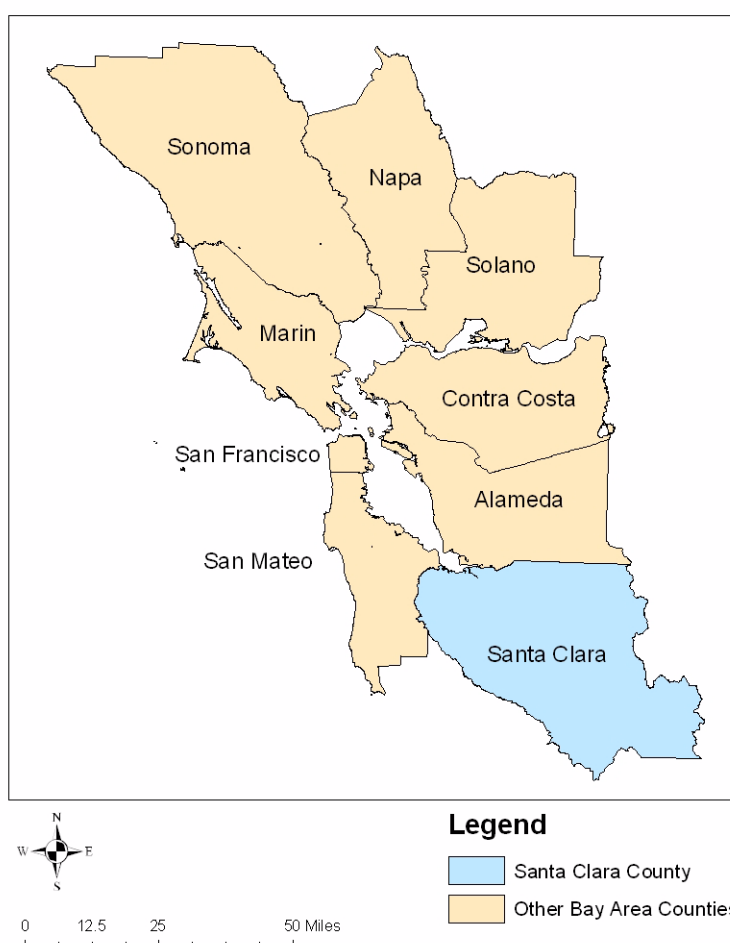 Sonoma
Napa
Solano
Marin
Contra Costa
San Francisco
Alameda
San Mateo
Santa Clara
N
W E
S
Legend
Santa Clara County
Other Bay Area Counties
0 12.5 25 50 Miles